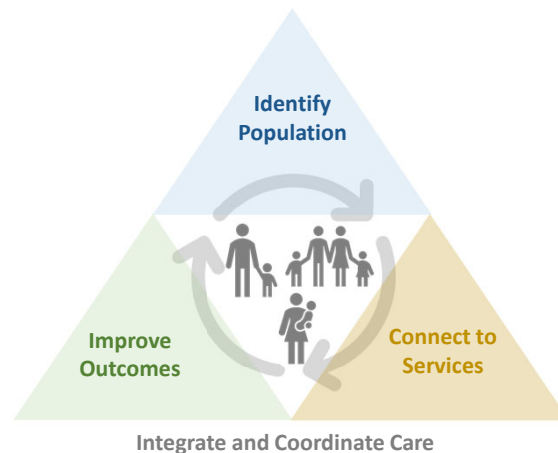 Identify
Population
Improve
Outcomes
Connect to
Services
Integrate and Coordinate Care